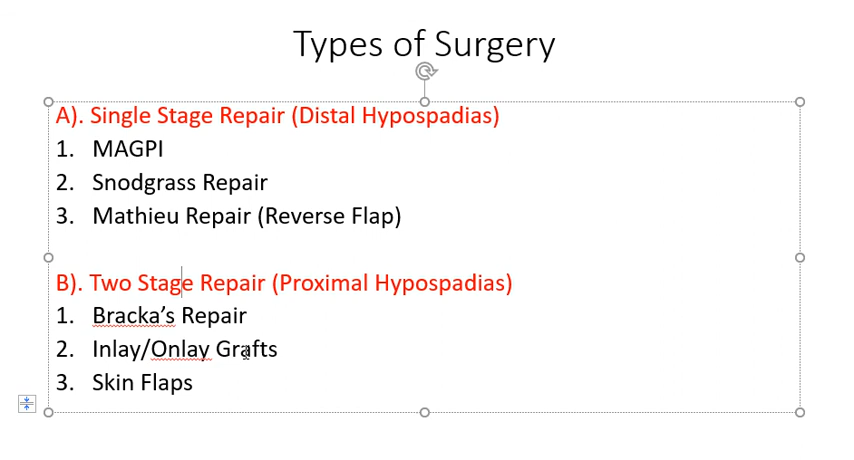 Types of Surgery
A). Single Stage Repair (Distal Hypospadias)
1. MAGPI
2. Snodgrass Repair
3. Mathieu Repair (Reverse Flap)
B). Two Stage Repair (Proximal Hypospadias)
1. Bracka’s Repair
2. Inlay/Onlay Grafts
3. Skin Flaps